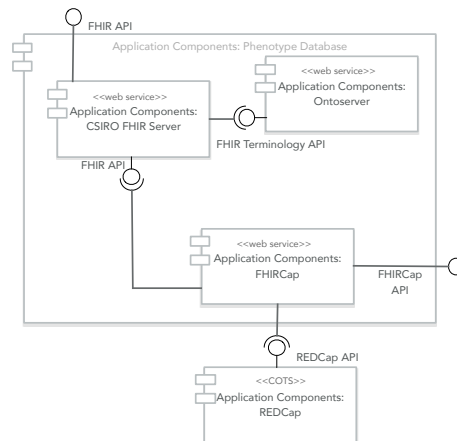 FHIR API
Application Components: Phenotype Database
<<web service>>
Application Components:
CSIRO FHIR Server
<<web service>>
Application Components:
Ontoserver
FHIR Terminology API
FHIR API
<<web service>>
Application Components:
FHIRCap
FHIRCap
API
REDCap API
<<COTS>>
Application Components:
REDCap